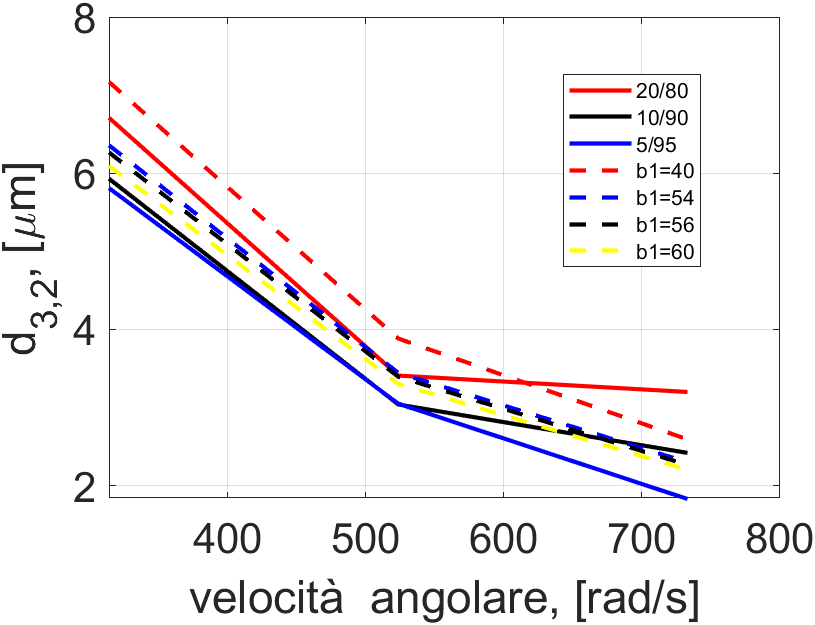 8
6
4
2
d3,2, [μm]
20/80
10/90
5/95
b1=40
b1=54
b1=56
b1=60
400 500 600 700 800
velocità angolare, [rad/s]